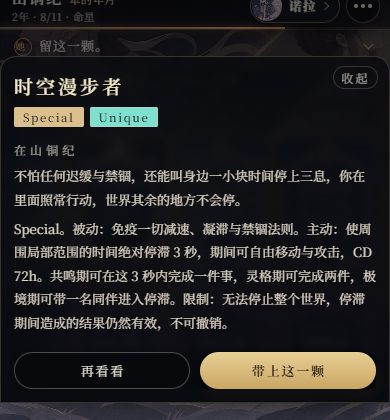 2年 · 8/11 · 命星
诺拉
留这一颗。
收起
时空漫步者
Special
Unique
在山铜纪
不怕任何迟缓与禁锢，还能叫身边一小块时间停上三息，你在
里面照常行动，世界其余的地方不会停。
Special。被动：免疫一切减速、凝滞与禁锢法则。主动：使周
围局部范围的时间绝对停滞 3 秒，期间可自由移动与攻击，CD
72h。共鸣期可在这 3 秒内完成一件事，灵格期可完成两件，极
境期可带一名同伴进入停滞。限制：无法停止整个世界，停滞
期间造成的结果仍然有效，不可撤销。
再看看
带上这一颗